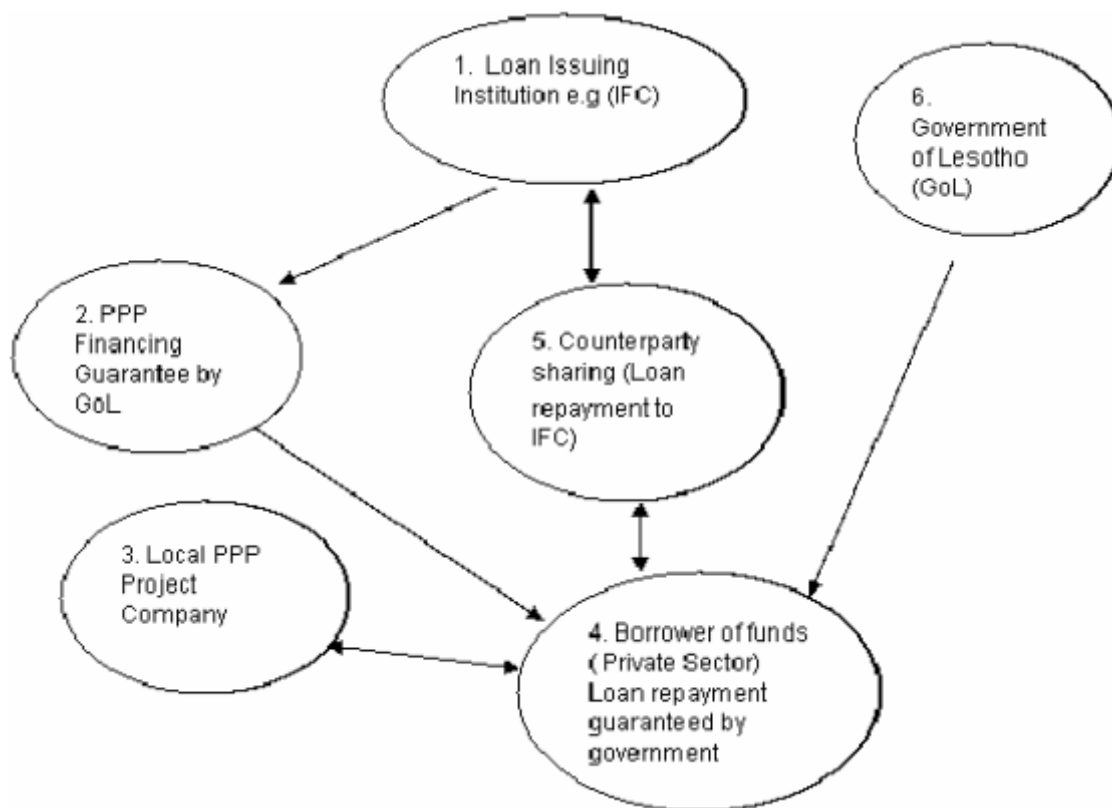 1. Loan Issuing
Institution e.g (IFC)
6.
Government
of Lesotho
(GoL)
2. PPP
Financing
Guarantee by
GoL
5. Counterparty
sharing (Loan
repayment to
IFC)
3. Local PPP
Project
Company
4. Borrower of funds
( Private Sector)
Loan repayment
guaranteed by
government